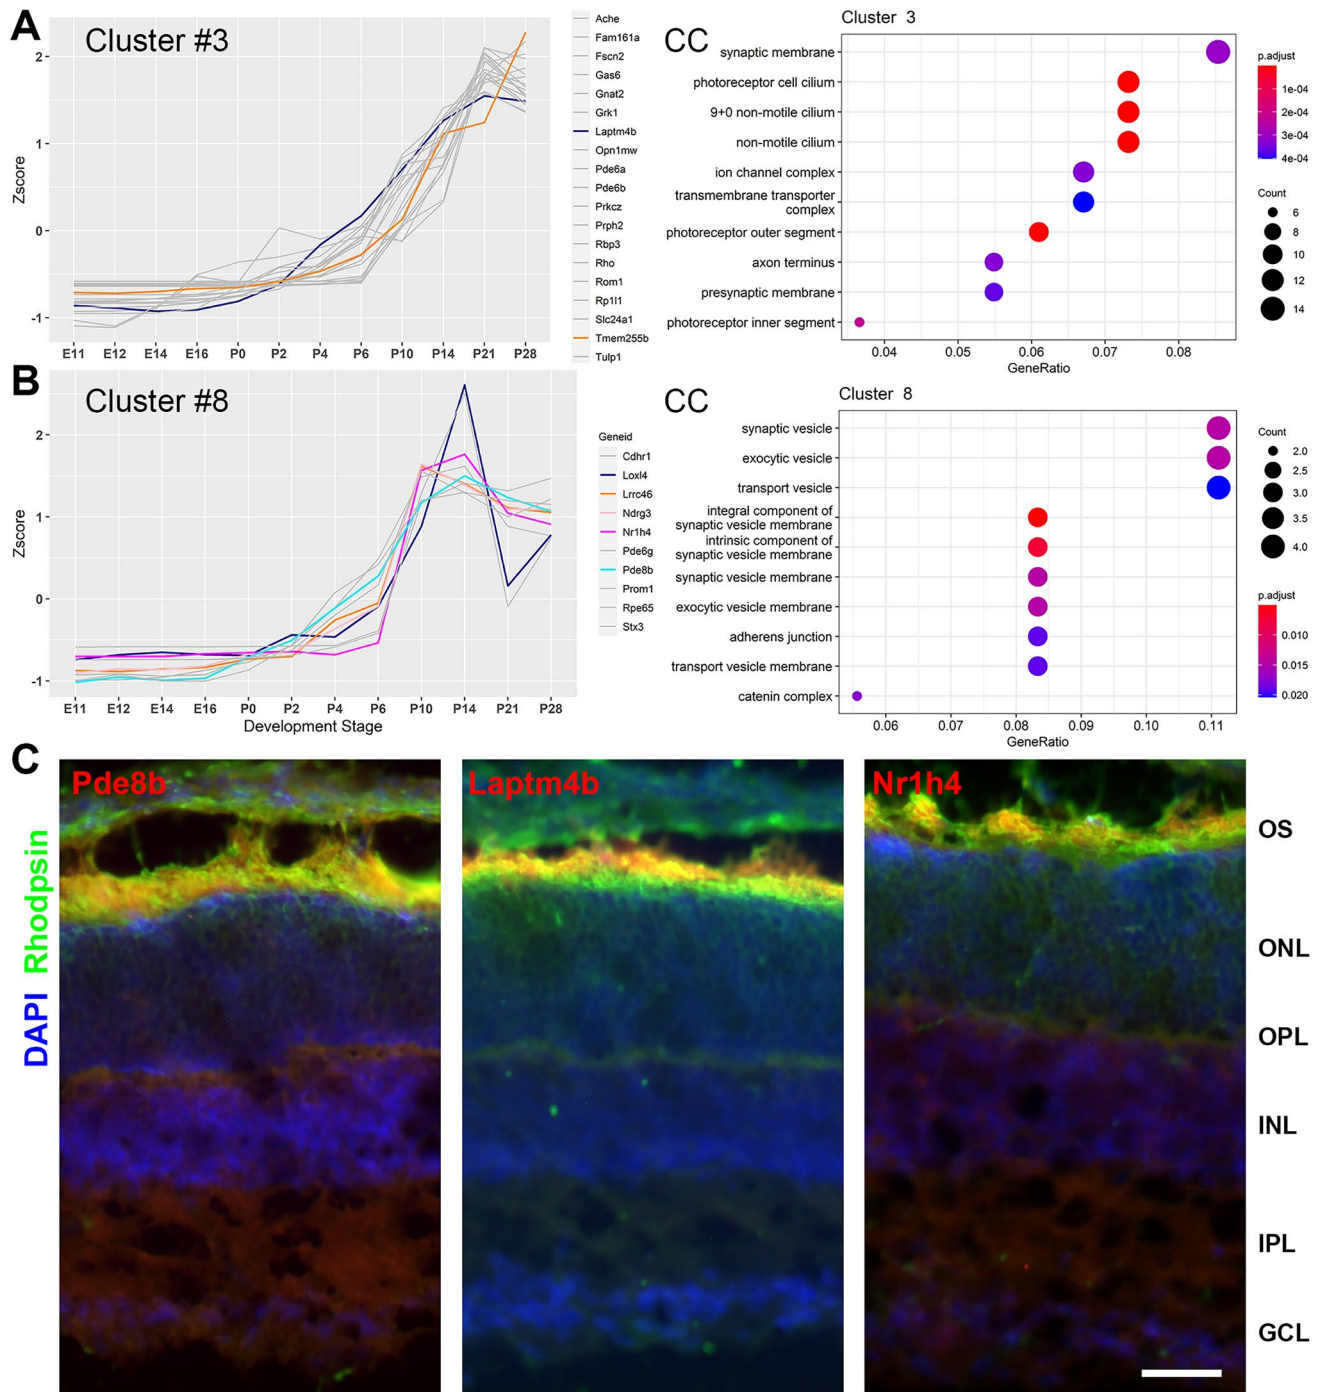 A
Cluster #3
Zscore
2
1
0
-1
E11 E12 E14 E16 P0 P2 P4 P6 P10 P14 P21 P28
Ache
Fam161a
Fscn2
Gas6
Gnat2
Grk1
Laptm4b
Opn1mw
Pde6a
Pde6b
Prkcz
Prph2
Rbp3
Rho
Rom1
Rp1l1
Slc24a1
Tmem255b
Tulp1
CC
Cluster 3
synaptic membrane
photoreceptor cell cilium
9+0 non-motile cilium
non-motile cilium
ion channel complex
transmembrane transporter
complex
photoreceptor outer segment
axon terminus
presynaptic membrane
photoreceptor inner segment
0.04 0.05 0.06 0.07 0.08
GeneRatio
p.adjust
1e-04
2e-04
3e-04
4e-04
Count
6
8
10
12
14
B
Cluster #8
Zscore
2
1
0
-1
E11 E12 E14 E16 P0 P2 P4 P6 P10 P14 P21 P28
Development Stage
Geneid
Cdhr1
Loxl4
Lrrc46
Ndrg3
Nr1h4
Pde6g
Pde8b
Prom1
Rpe65
Stx3
CC
Cluster 8
synaptic vesicle
exocytic vesicle
transport vesicle
integral component of
synaptic vesicle membrane
intrinsic component of
synaptic vesicle membrane
synaptic vesicle membrane
exocytic vesicle membrane
adherens junction
transport vesicle membrane
catenin complex
0.06 0.07 0.08 0.09 0.10 0.11
GeneRatio
Count
2.0
2.5
3.0
3.5
4.0
p.adjust
0.010
0.015
0.020
C
DAPI Rhodpsin
Pde8b
Laptm4b
Nr1h4
OS
ONL
OPL
INL
IPL
GCL